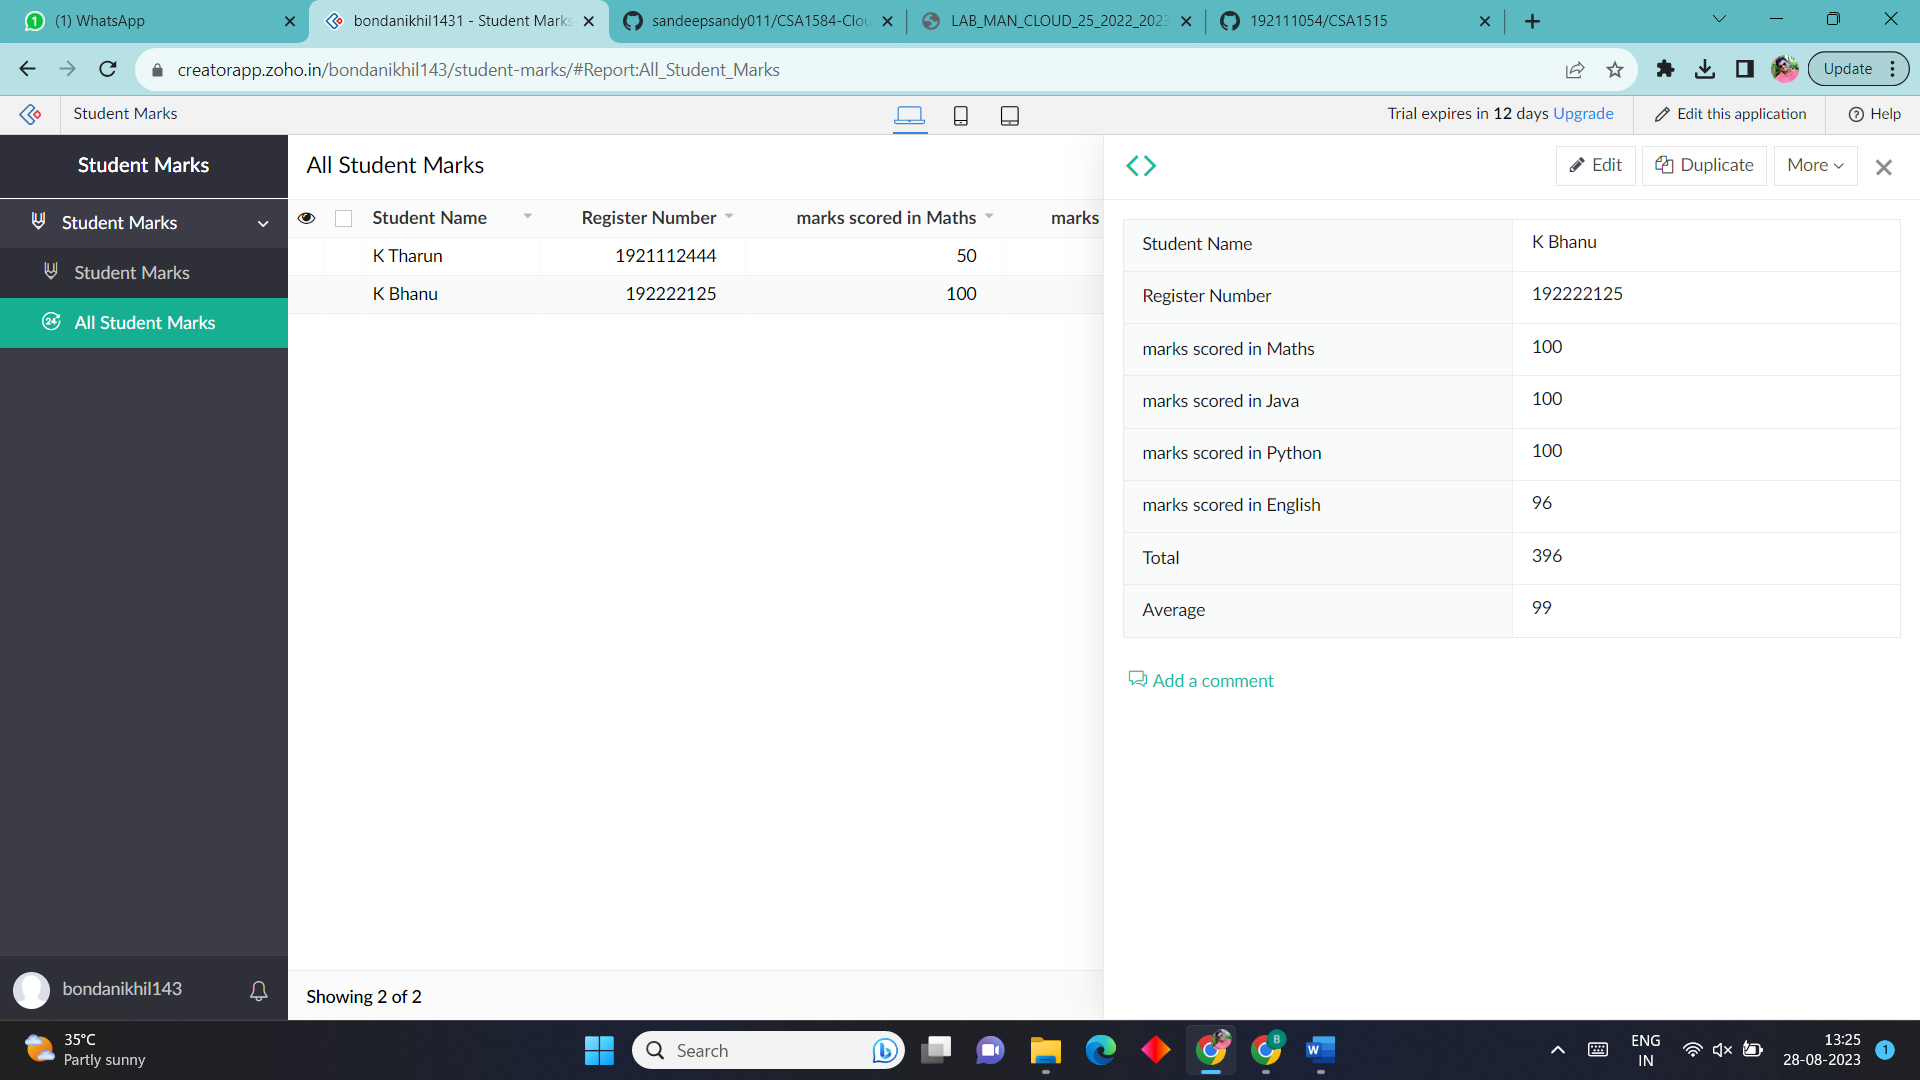 (1) WhatsApp
bondanikhil1431 - Student Marks
sandeepsandy011/CSA1584-Clou
LAB_MAN_CLOUD_25_2022_2023
192111054/CSA1515
creatorapp.zoho.in/bondanikhil143/student-marks/#Report:All_Student_Marks
Update
Student Marks
Trial expires in 12 days Upgrade
Edit this application
Help
Student Marks
Student Marks
Student Marks
All Student Marks
bondanikhil143
All Student Marks
Student Name Register Number marks scored in Maths marks
K Tharun 1921112444 50
K Bhanu 192222125 100
Showing 2 of 2
Edit Duplicate More
Student Name K Bhanu
Register Number 192222125
marks scored in Maths 100
marks scored in Java 100
marks scored in Python 100
marks scored in English 96
Total 396
Average 99
Add a comment
35°C
Partly sunny
Search
B
W
ENG
IN
13:25
28-08-2023
1